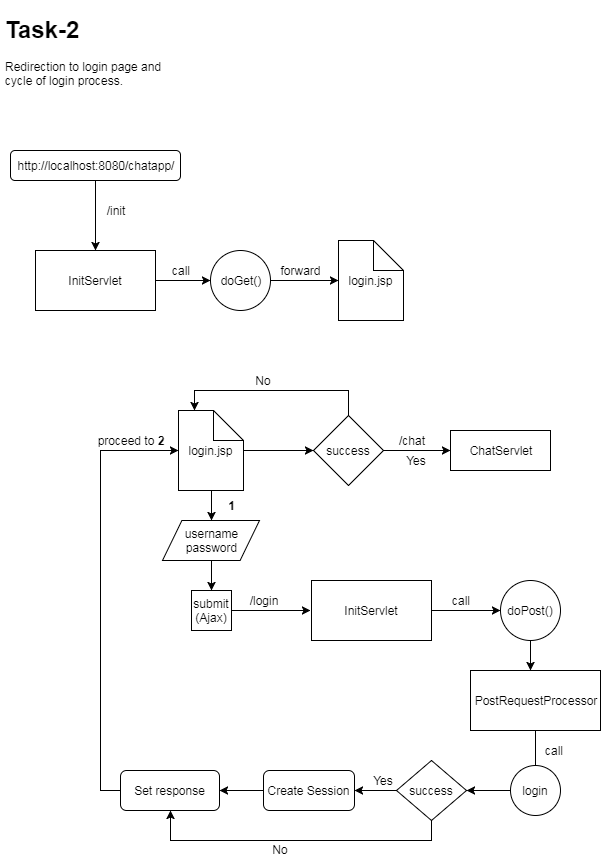 Task-2
Redirection to login page and
cycle of login process.
http://localhost:8080/chatapp/
/init
InitServlet
call
doGet()
forward
login.jsp
No
proceed to 2
login.jsp
success
/chat
Yes
ChatServlet
1
username
password
submit
(Ajax)
/login
InitServlet
call
doPost()
PostRequestProcessor
call
Set response
Create Session
Yes
success
login
No